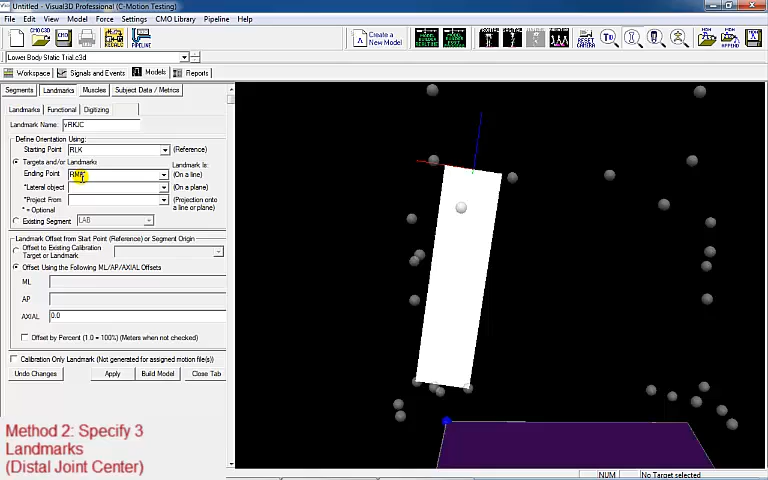 Untitled - Visual3D Professional (C-Motion Testing)
File Edit View Model Force Settings CMO Library Pipeline Help
CMO C3D
RECALC
PIPELINE
Create a New Model
RESET CAMERA
Lower Body Static Trial.c3d
Workspace Signals and Events Models Reports
Segments Landmarks Muscles Subject Data / Metrics
Landmarks Functional Digitizing
Landmark Name: vRKJC
Define Orientation Using:
Starting Point RLK (Reference)
Targets and/or Landmarks Landmark Is:
Ending Point (On a line)
*Lateral object (On a plane)
*Project From (Projection onto
* = Optional a line or plane)
Existing Segment LAB
Landmark Offset from Start Point (Reference) or Segment Origin
Offset to Existing Calibration
Target or Landmark
Offset Using the Following ML/AP/AXIAL Offsets
ML
AP
AXIAL 0.0
Offset by Percent (1.0 = 100%) (Meters when not checked)
Calibration Only Landmark (Not generated for assigned motion file(s))
Undo Changes Apply Build Model Close Tab
Method 2: Specify 3
Landmarks
(Distal Joint Center)
NUM No Target selected